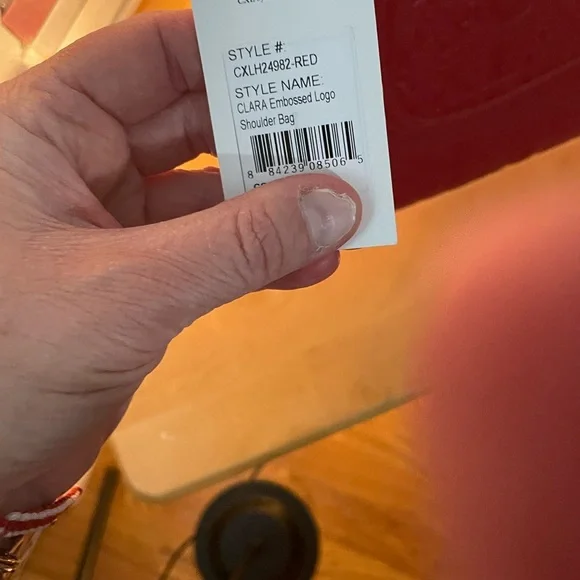 STYLE #:
CXLH24982-RED
STYLE NAME:
CLARA Embossed Logo
Shoulder Bag
8 84239 08506 5